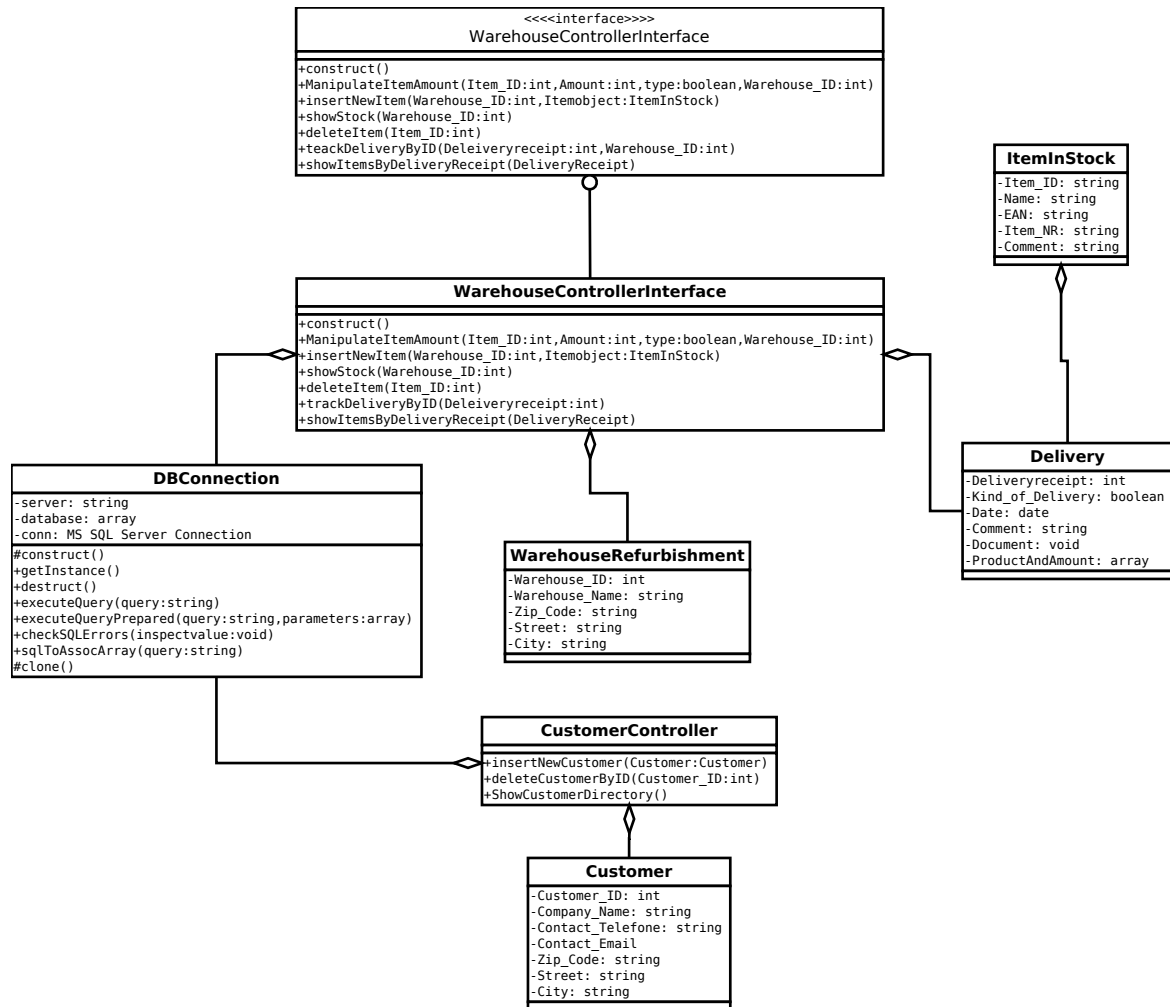 <<<<interface>>>>
WarehouseControllerInterface
+construct()
+ManipulateItemAmount(Item_ID:int,Amount:int,type:boolean,Warehouse_ID:int)
+insertNewItem(Warehouse_ID:int,Itemobject:ItemInStock)
+showStock(Warehouse_ID:int)
+deleteItem(Item_ID:int)
+teackDeliveryByID(Deleiveryreceipt:int,Warehouse_ID:int)
+showItemsByDeliveryReceipt(DeliveryReceipt)
ItemInStock
-Item_ID: string
-Name: string
-EAN: string
-Item_NR: string
-Comment: string
WarehouseControllerInterface
+construct()
+ManipulateItemAmount(Item_ID:int,Amount:int,type:boolean,Warehouse_ID:int)
+insertNewItem(Warehouse_ID:int,Itemobject:ItemInStock)
+showStock(Warehouse_ID:int)
+deleteItem(Item_ID:int)
+trackDeliveryByID(Deleiveryreceipt:int)
+showItemsByDeliveryReceipt(DeliveryReceipt)
DBConnection
-server: string
-database: array
-conn: MS SQL Server Connection
#construct()
+getInstance()
+destruct()
+executeQuery(query:string)
+executeQueryPrepared(query:string,parameters:array)
+checkSQLErrors(inspectvalue:void)
+sqlToAssocArray(query:string)
#clone()
WarehouseRefurbishment
-Warehouse_ID: int
-Warehouse_Name: string
-Zip_Code: string
-Street: string
-City: string
Delivery
-Deliveryreceipt: int
-Kind_of_Delivery: boolean
-Date: date
-Comment: string
-Document: void
-ProductAndAmount: array
CustomerController
+insertNewCustomer(Customer:Customer)
+deleteCustomerByID(Customer_ID:int)
+ShowCustomerDirectory()
Customer
-Customer_ID: int
-Company_Name: string
-Contact_Telefone: string
-Contact_Email
-Zip_Code: string
-Street: string
-City: string